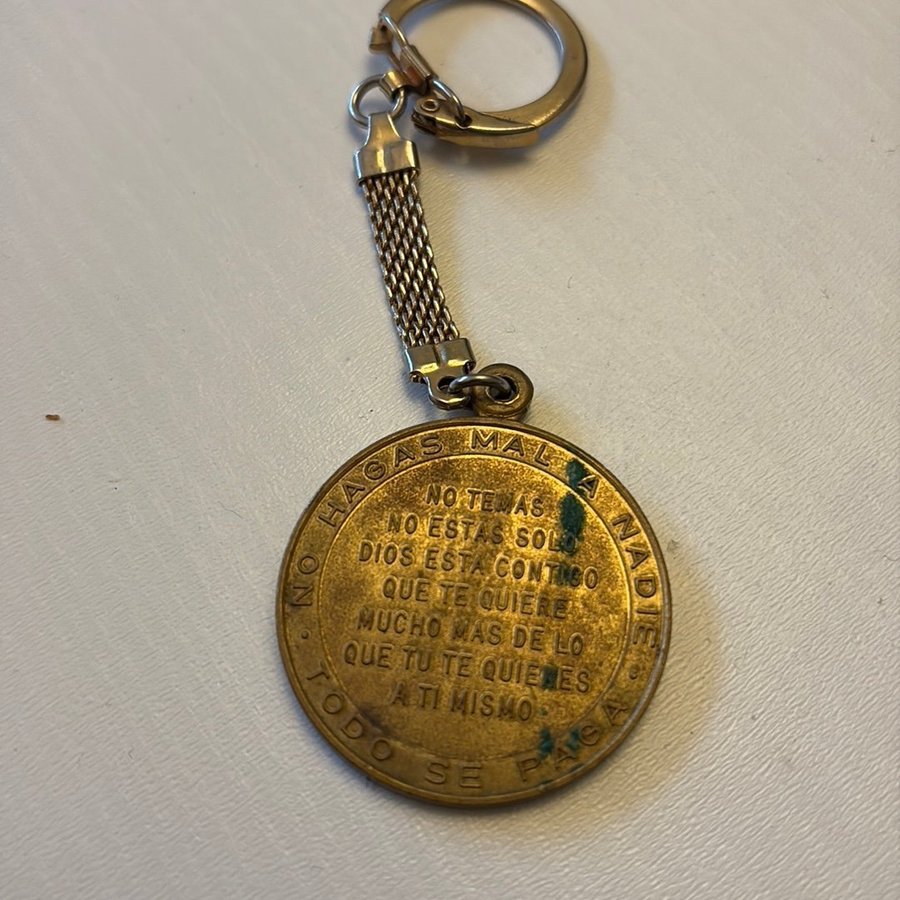 · NO HAGAS MAL A NADIE ·
NO TEMAS
NO ESTAS SOLO
DIOS ESTA CONTIGO
QUE TE QUIERE
MUCHO MAS DE LO
QUE TU TE QUIERES
A TI MISMO
TODO SE PAGA